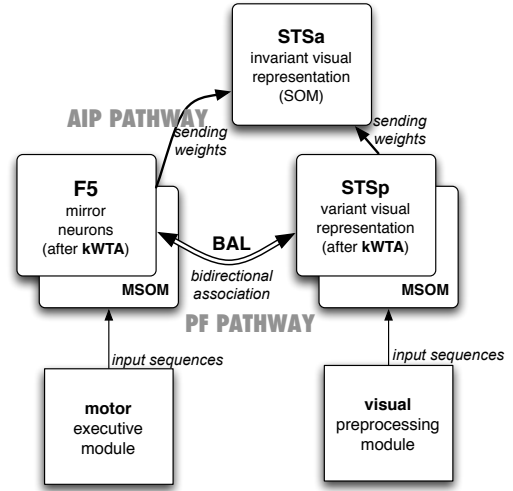 STSa
invariant visual
representation
(SOM)
AIP PATHWAY
sending
weights
sending
weights
F5
mirror
neurons
(after kWTA)
MSOM
BAL
bidirectional
association
STSp
variant visual
representation
(after kWTA)
MSOM
PF PATHWAY
input sequences
input sequences
motor
executive
module
visual
preprocessing
module